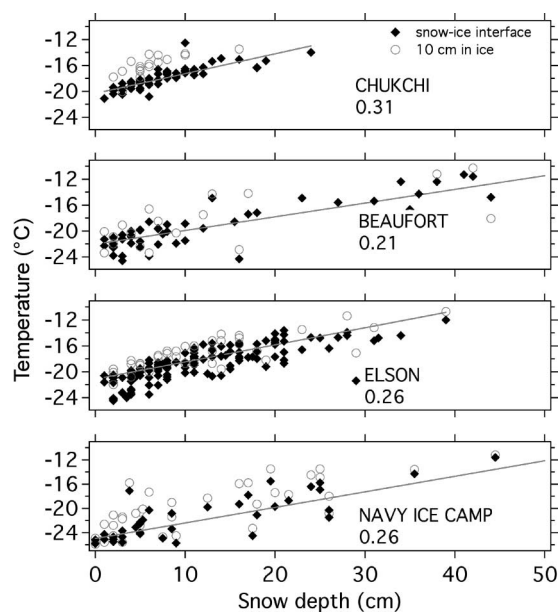 snow-ice interface
10 cm in ice
-12
-16
-20
-24
CHUKCHI
0.31
-12
-16
-20
-24
BEAUFORT
0.21
Temperature (°C)
-12
-16
-20
-24
ELSON
0.26
-12
-16
-20
-24
NAVY ICE CAMP
0.26
0 10 20 30 40 50
Snow depth (cm)